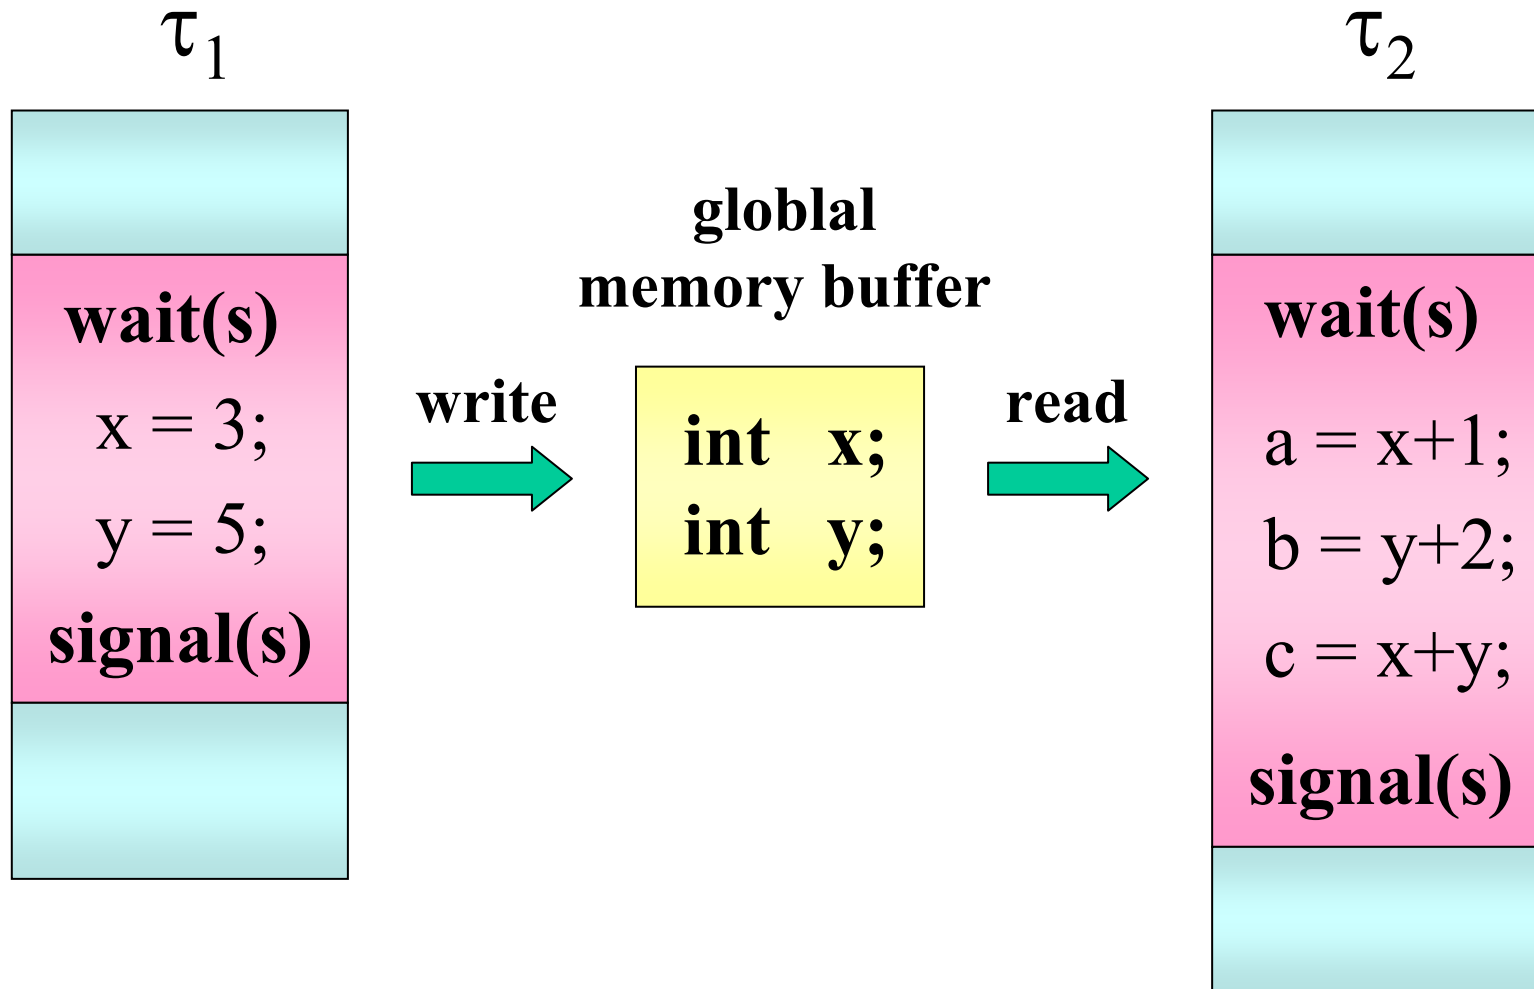 τ1
wait(s)
x = 3;
y = 5;
signal(s)
write
globlal
memory buffer
int x;
int y;
read
τ2
wait(s)
a = x+1;
b = y+2;
c = x+y;
signal(s)